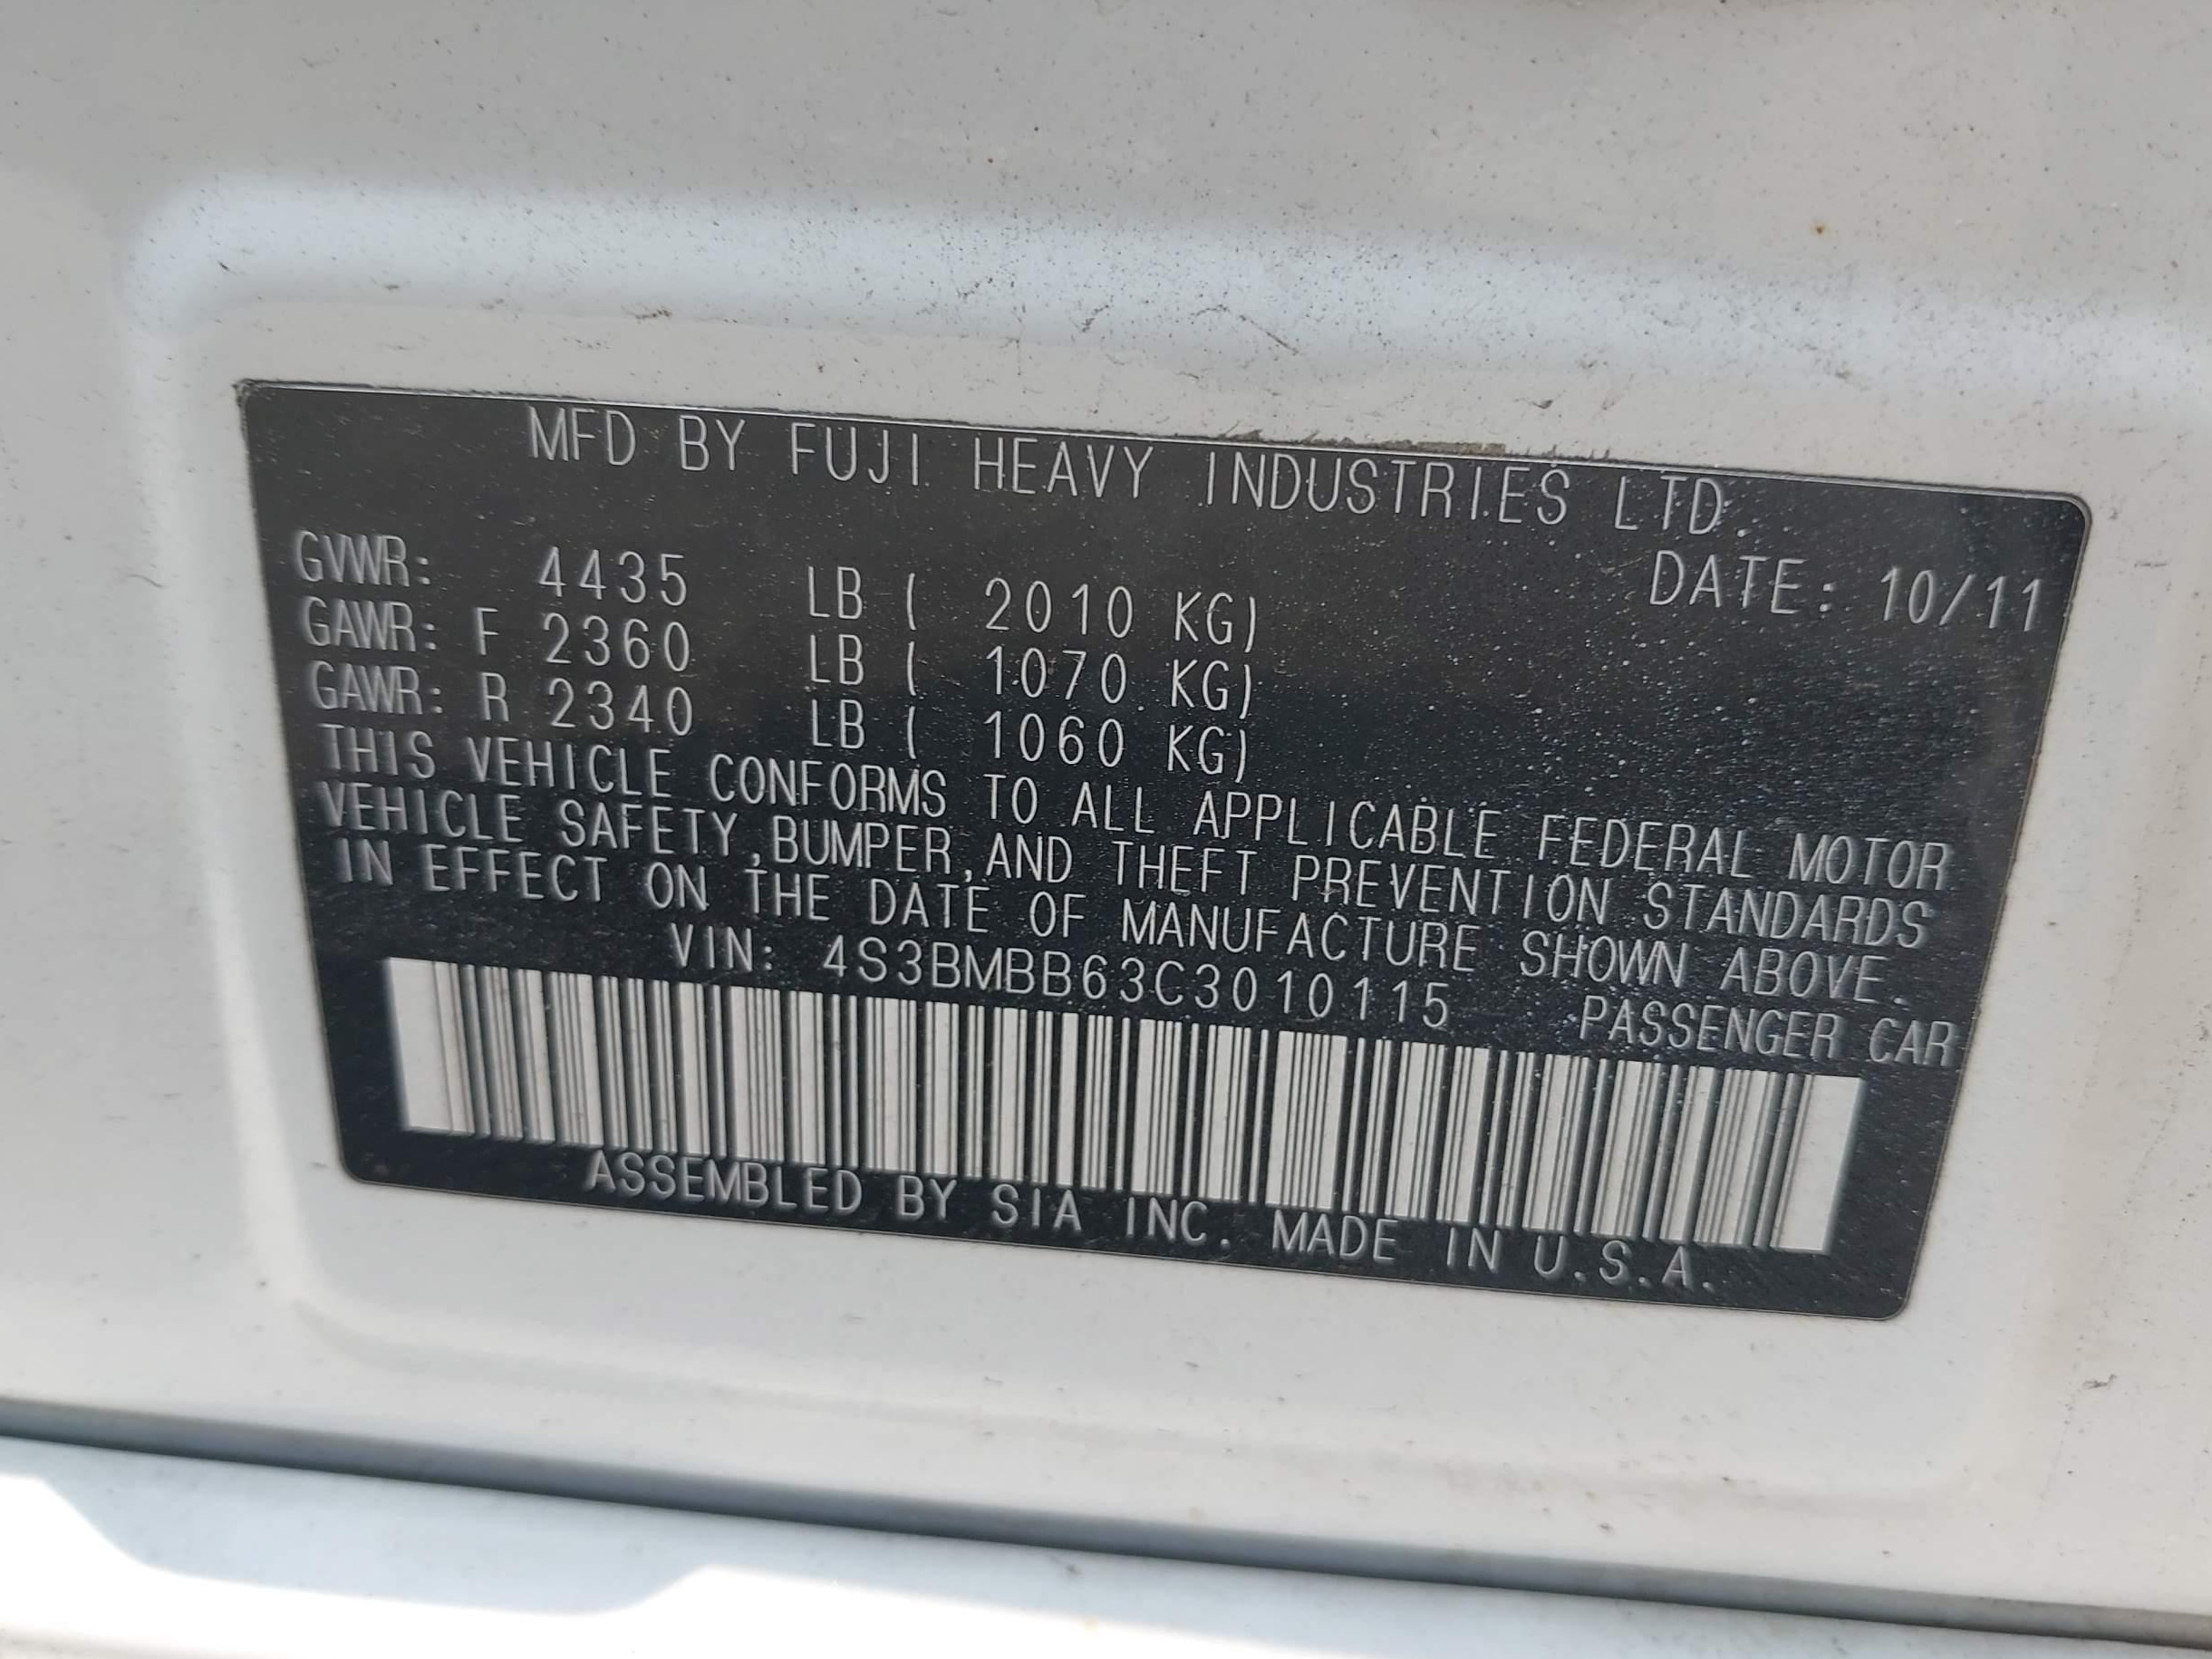 MFD BY FUJI HEAVY INDUSTRIES LTD.
DATE: 10/11
GVWR: 4435 LB ( 2010 KG)
GAWR: F 2360 LB ( 1070 KG)
GAWR: R 2340 LB ( 1060 KG)
THIS VEHICLE CONFORMS TO ALL APPLICABLE FEDERAL MOTOR
VEHICLE SAFETY,BUMPER,AND THEFT PREVENTION STANDARDS
IN EFFECT ON THE DATE OF MANUFACTURE SHOWN ABOVE.
VIN: 4S3BMBB63C3010115 PASSENGER CAR
ASSEMBLED BY SIA INC. MADE IN U.S.A.